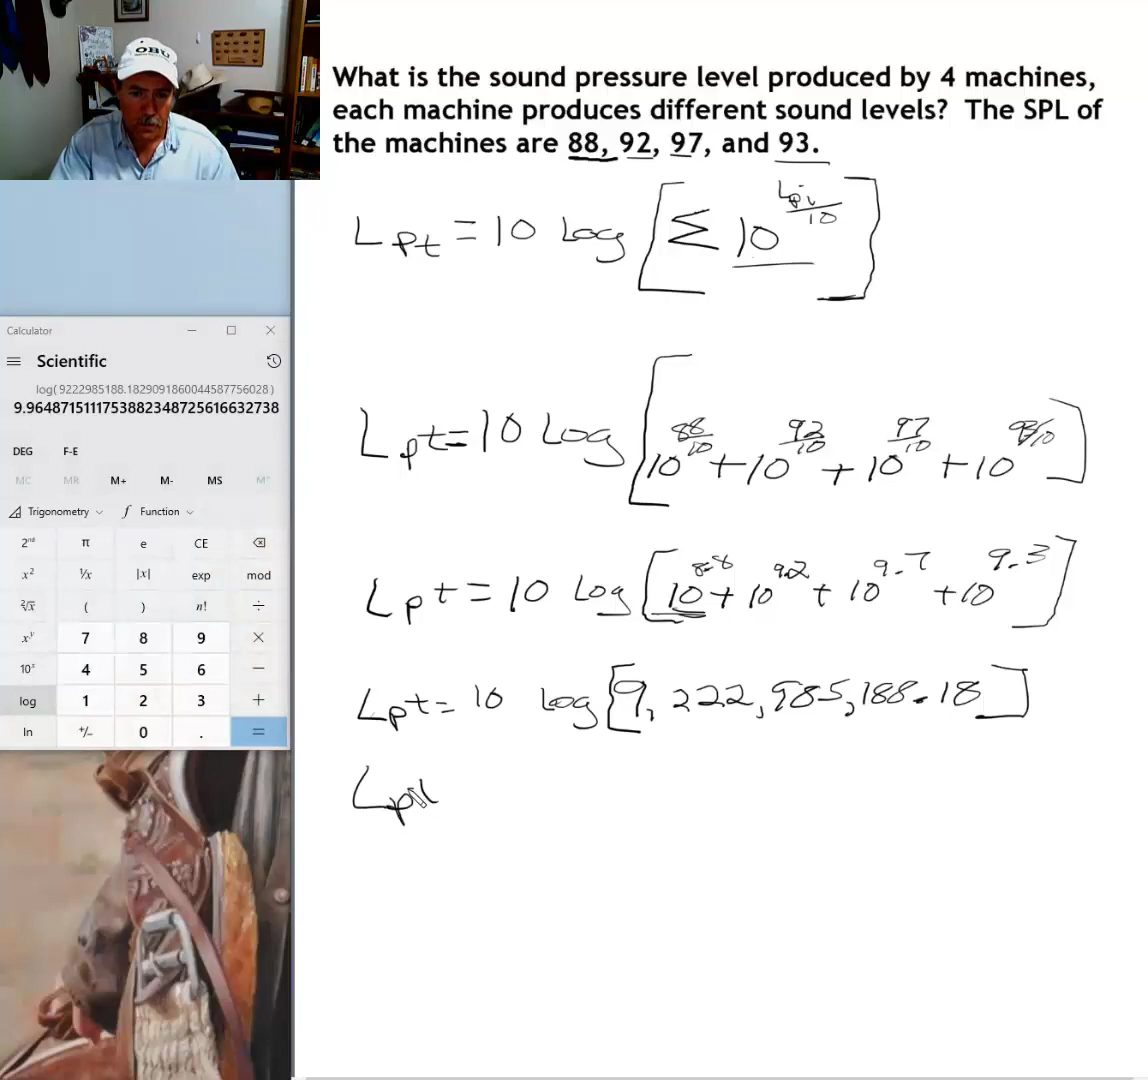 OBU
What is the sound pressure level produced by 4 machines,
each machine produces different sound levels? The SPL of
the machines are 88, 92, 97, and 93.
Lpt = 10 Log [Σ 10^(Lpi/10)]
Lpt = 10 Log [10^(88/10) + 10^(92/10) + 10^(97/10) + 10^(93/10)]
Lpt = 10 Log [10^8.8 + 10^9.2 + 10^9.7 + 10^9.3]
Lpt = 10 log [9,222,985,188.18]
Lpt
Calculator
Scientific
log( 9222985188.1829091860044587756028 )
9.9648715111753882348725616632738
DEG F-E
MC MR M+ M- MS M˅
Trigonometry f Function
2nd π e CE
x² ¹/x |x| exp mod
²√x ( ) n! ÷
xʸ 7 8 9 ×
10ˣ 4 5 6 −
log 1 2 3 +
ln +/- 0 . =